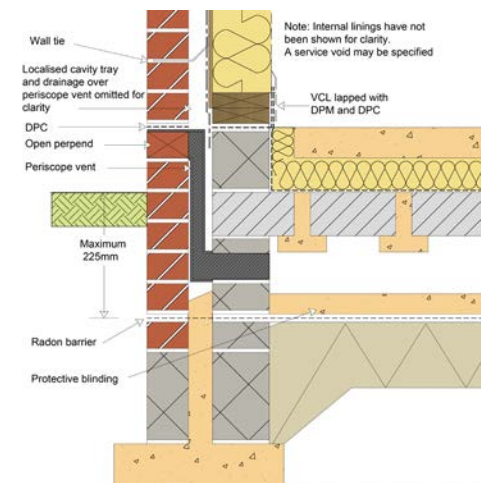 Wall tie
Note: Internal linings have not
been shown for clarity.
A service void may be specified
Localised cavity tray
and drainage over
periscope vent omitted for
clarity
VCL lapped with
DPM and DPC
DPC
Open perpend
Periscope vent
Maximum
225mm
Radon barrier
Protective blinding